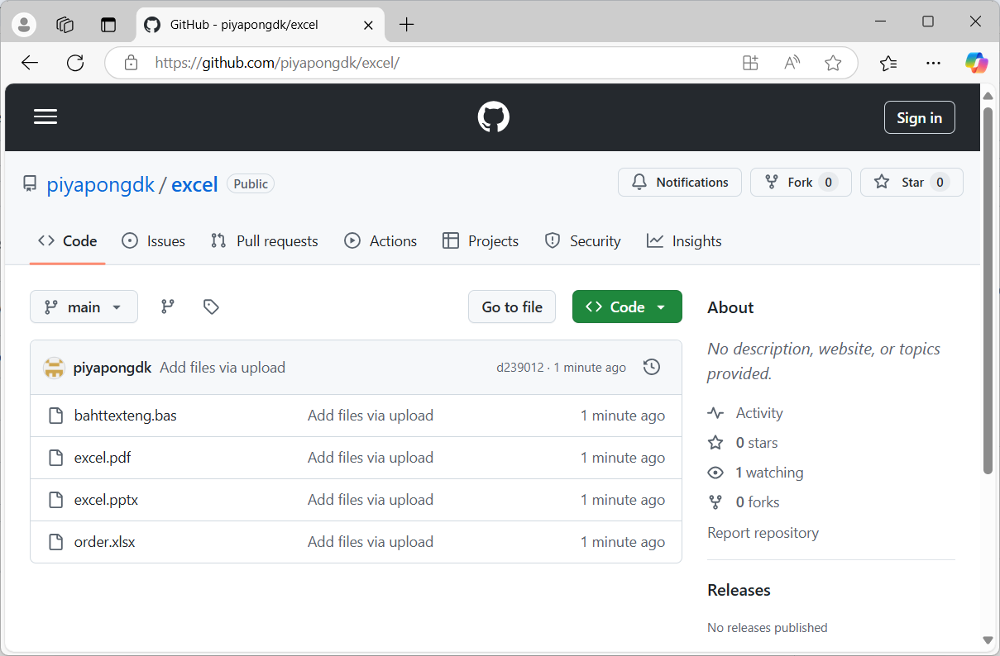 GitHub - piyapongdk/excel
https://github.com/piyapongdk/excel/
Sign in
piyapongdk / excel Public
Notifications Fork 0 Star 0
Code Issues Pull requests Actions Projects Security Insights
main Go to file Code
piyapongdk Add files via upload d239012 · 1 minute ago
bahttexteng.bas Add files via upload 1 minute ago
excel.pdf Add files via upload 1 minute ago
excel.pptx Add files via upload 1 minute ago
order.xlsx Add files via upload 1 minute ago
About
No description, website, or topics
provided.
Activity
0 stars
1 watching
0 forks
Report repository
Releases
No releases published